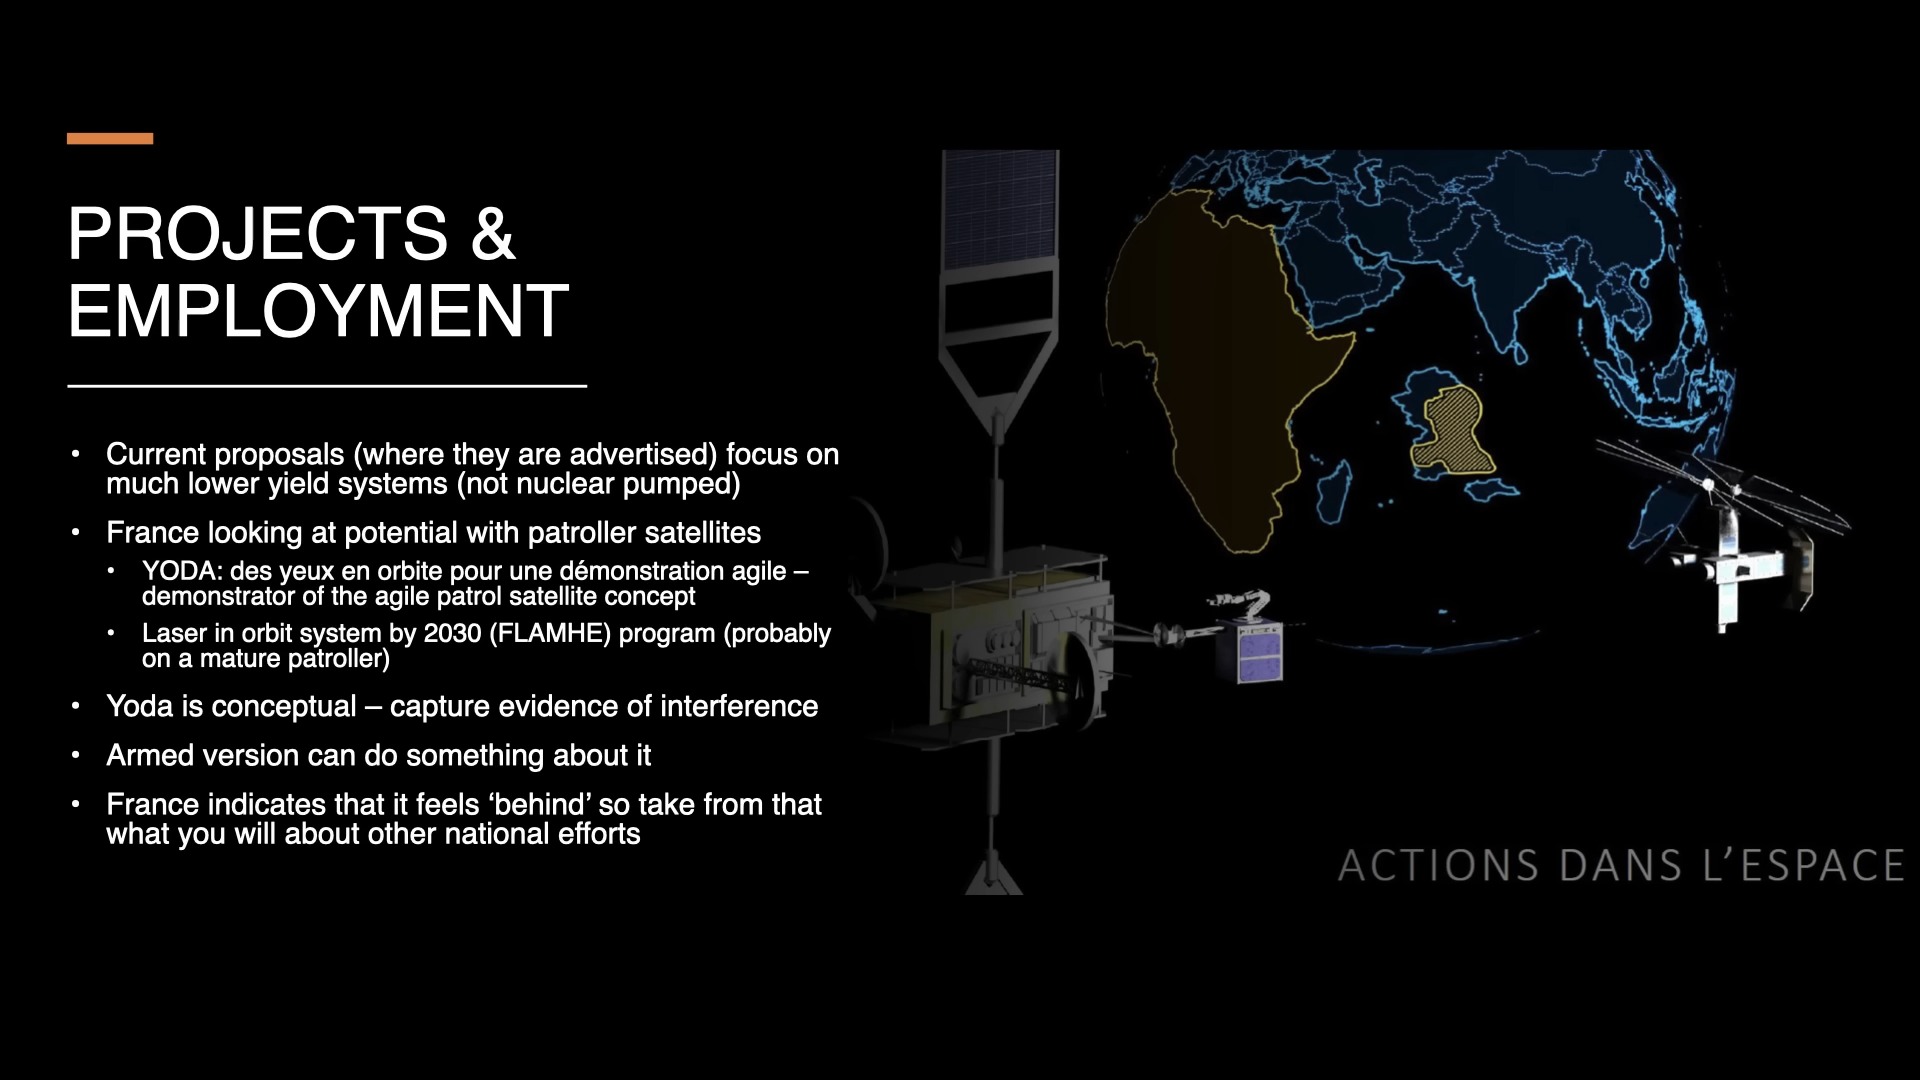 PROJECTS &
EMPLOYMENT
• Current proposals (where they are advertised) focus on
much lower yield systems (not nuclear pumped)
• France looking at potential with patroller satellites
• YODA: des yeux en orbite pour une démonstration agile –
demonstrator of the agile patrol satellite concept
• Laser in orbit system by 2030 (FLAMHE) program (probably
on a mature patroller)
• Yoda is conceptual – capture evidence of interference
• Armed version can do something about it
• France indicates that it feels ‘behind’ so take from that
what you will about other national efforts
ACTIONS DANS L’ESPACE